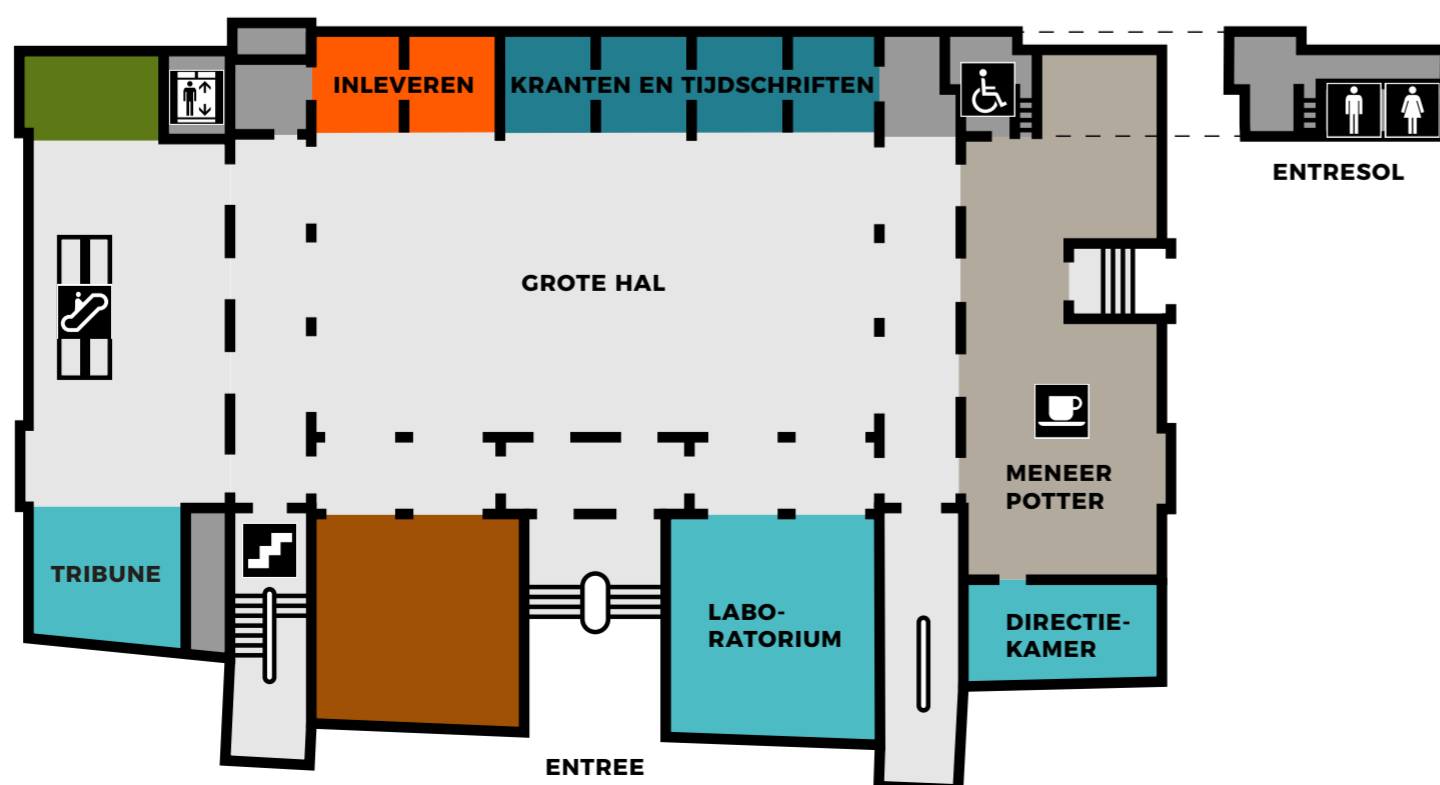 INLEVEREN
KRANTEN EN TIJDSCHRIFTEN
ENTRESOL
GROTE HAL
MENEER
POTTER
TRIBUNE
LABO-
RATORIUM
DIRECTIE-
KAMER
ENTREE